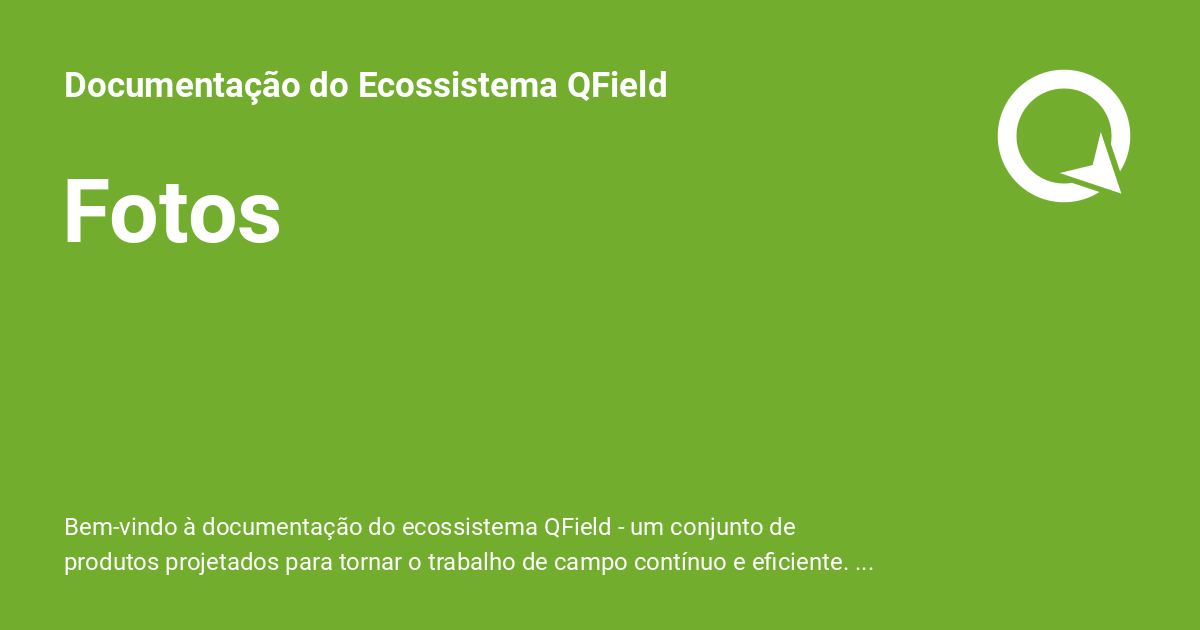 Documentação do Ecossistema QField
Fotos
Bem-vindo à documentação do ecossistema QField - um conjunto de
produtos projetados para tornar o trabalho de campo contínuo e eficiente. ...